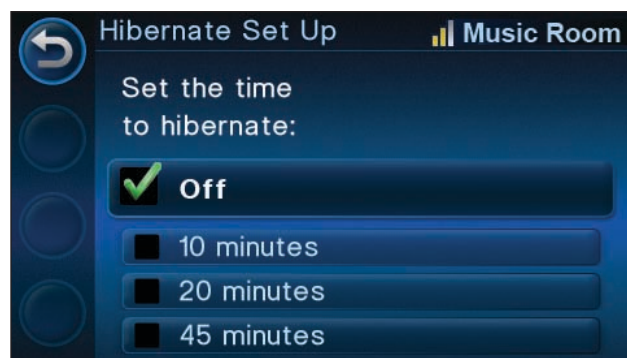 Hibernate Set Up
Music Room
Set the time
to hibernate:
Off
10 minutes
20 minutes
45 minutes